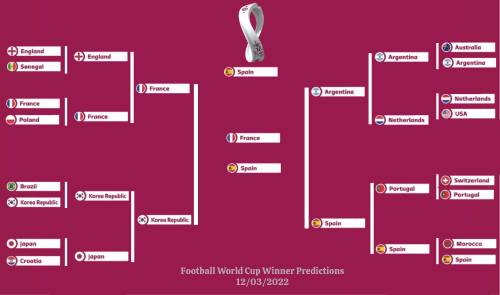 England
Senegal
England
France
Poland
France
France
Brazil
Korea Republic
Korea Republic
Japan
Croatia
Japan
Korea Republic
Spain
France
Spain
Argentina
Spain
Argentina
Netherlands
Portugal
Spain
Australia
Argentina
Netherlands
USA
Switzerland
Portugal
Morocco
Spain
Football World Cup Winner Predictions
12/03/2022